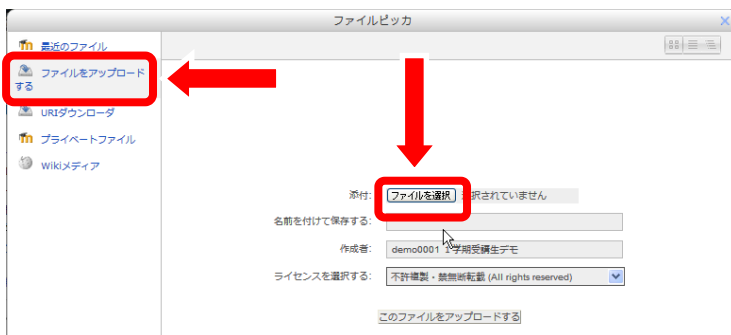 ファイルピッカ
最近のファイル
ファイルをアップロード
する
URLダウンローダ
プライベートファイル
Wikiメディア
添付:
ファイルを選択 択されていません
名前を付けて保存する:
作成者:
demo0001 1学期受講生デモ
ライセンスを選択する:
不許複製・禁無断転載 (All rights reserved)
このファイルをアップロードする